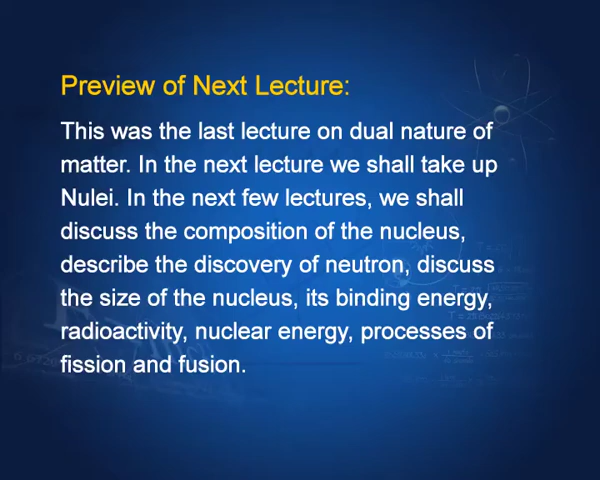 Preview of Next Lecture:
This was the last lecture on dual nature of
matter. In the next lecture we shall take up
Nulei. In the next few lectures, we shall
discuss the composition of the nucleus,
describe the discovery of neutron, discuss
the size of the nucleus, its binding energy,
radioactivity, nuclear energy, processes of
fission and fusion.